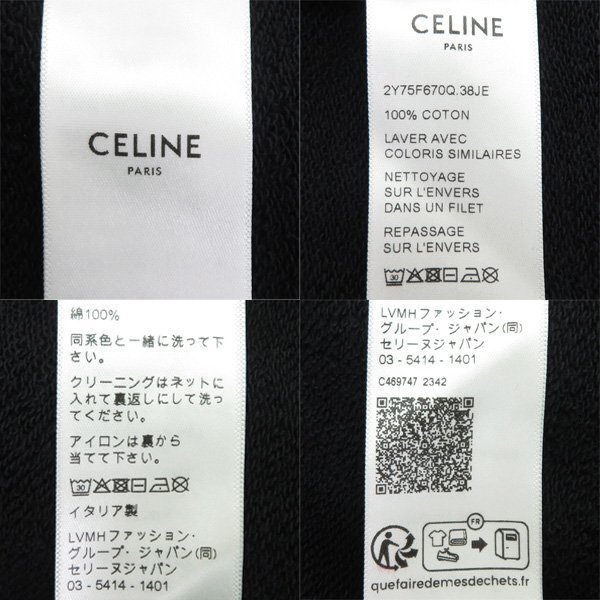 CELINE
PARIS
CELINE
PARIS
2Y75F670Q.38JE
100% COTON
LAVER AVEC
COLORIS SIMILAIRES
NETTOYAGE
SUR L'ENVERS
DANS UN FILET
REPASSAGE
SUR L'ENVERS
30
綿100%
同系色と一緒に洗って下
さい。
クリーニングはネットに
入れて裏返しにして洗っ
てください。
アイロンは裏から
当てて下さい。
30
イタリア製
LVMHファッション・
グループ・ジャパン(同)
セリーヌジャパン
03 - 5414 - 1401
LVMHファッション・
グループ・ジャパン(同)
セリーヌジャパン
03 - 5414 - 1401
C469747 2342
FR
quefairedemesdechets.fr